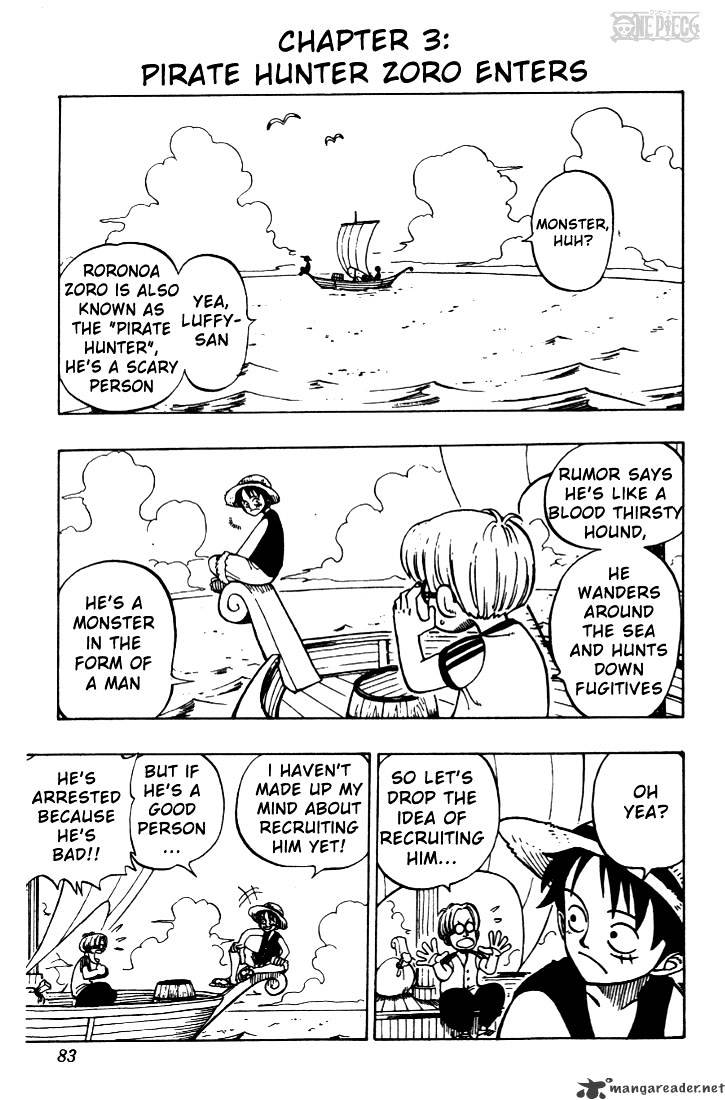 ONE PIECE
CHAPTER 3:
PIRATE HUNTER ZORO ENTERS
MONSTER,
HUH?
YEA,
LUFFY-
SAN
RORONOA
ZORO IS ALSO
KNOWN AS
THE "PIRATE
HUNTER",
HE'S A SCARY
PERSON
RUMOR SAYS
HE'S LIKE A
BLOOD THIRSTY
HOUND,
HE
WANDERS
AROUND
THE SEA
AND HUNTS
DOWN
FUGITIVES
HE'S A
MONSTER
IN THE
FORM OF
A MAN
OH
YEA?
SO LET'S
DROP THE
IDEA OF
RECRUITING
HIM...
I HAVEN'T
MADE UP MY
MIND ABOUT
RECRUITING
HIM YET!
BUT IF
HE'S A
GOOD
PERSON
...
HE'S
ARRESTED
BECAUSE
HE'S
BAD!!
83
mangareader.net